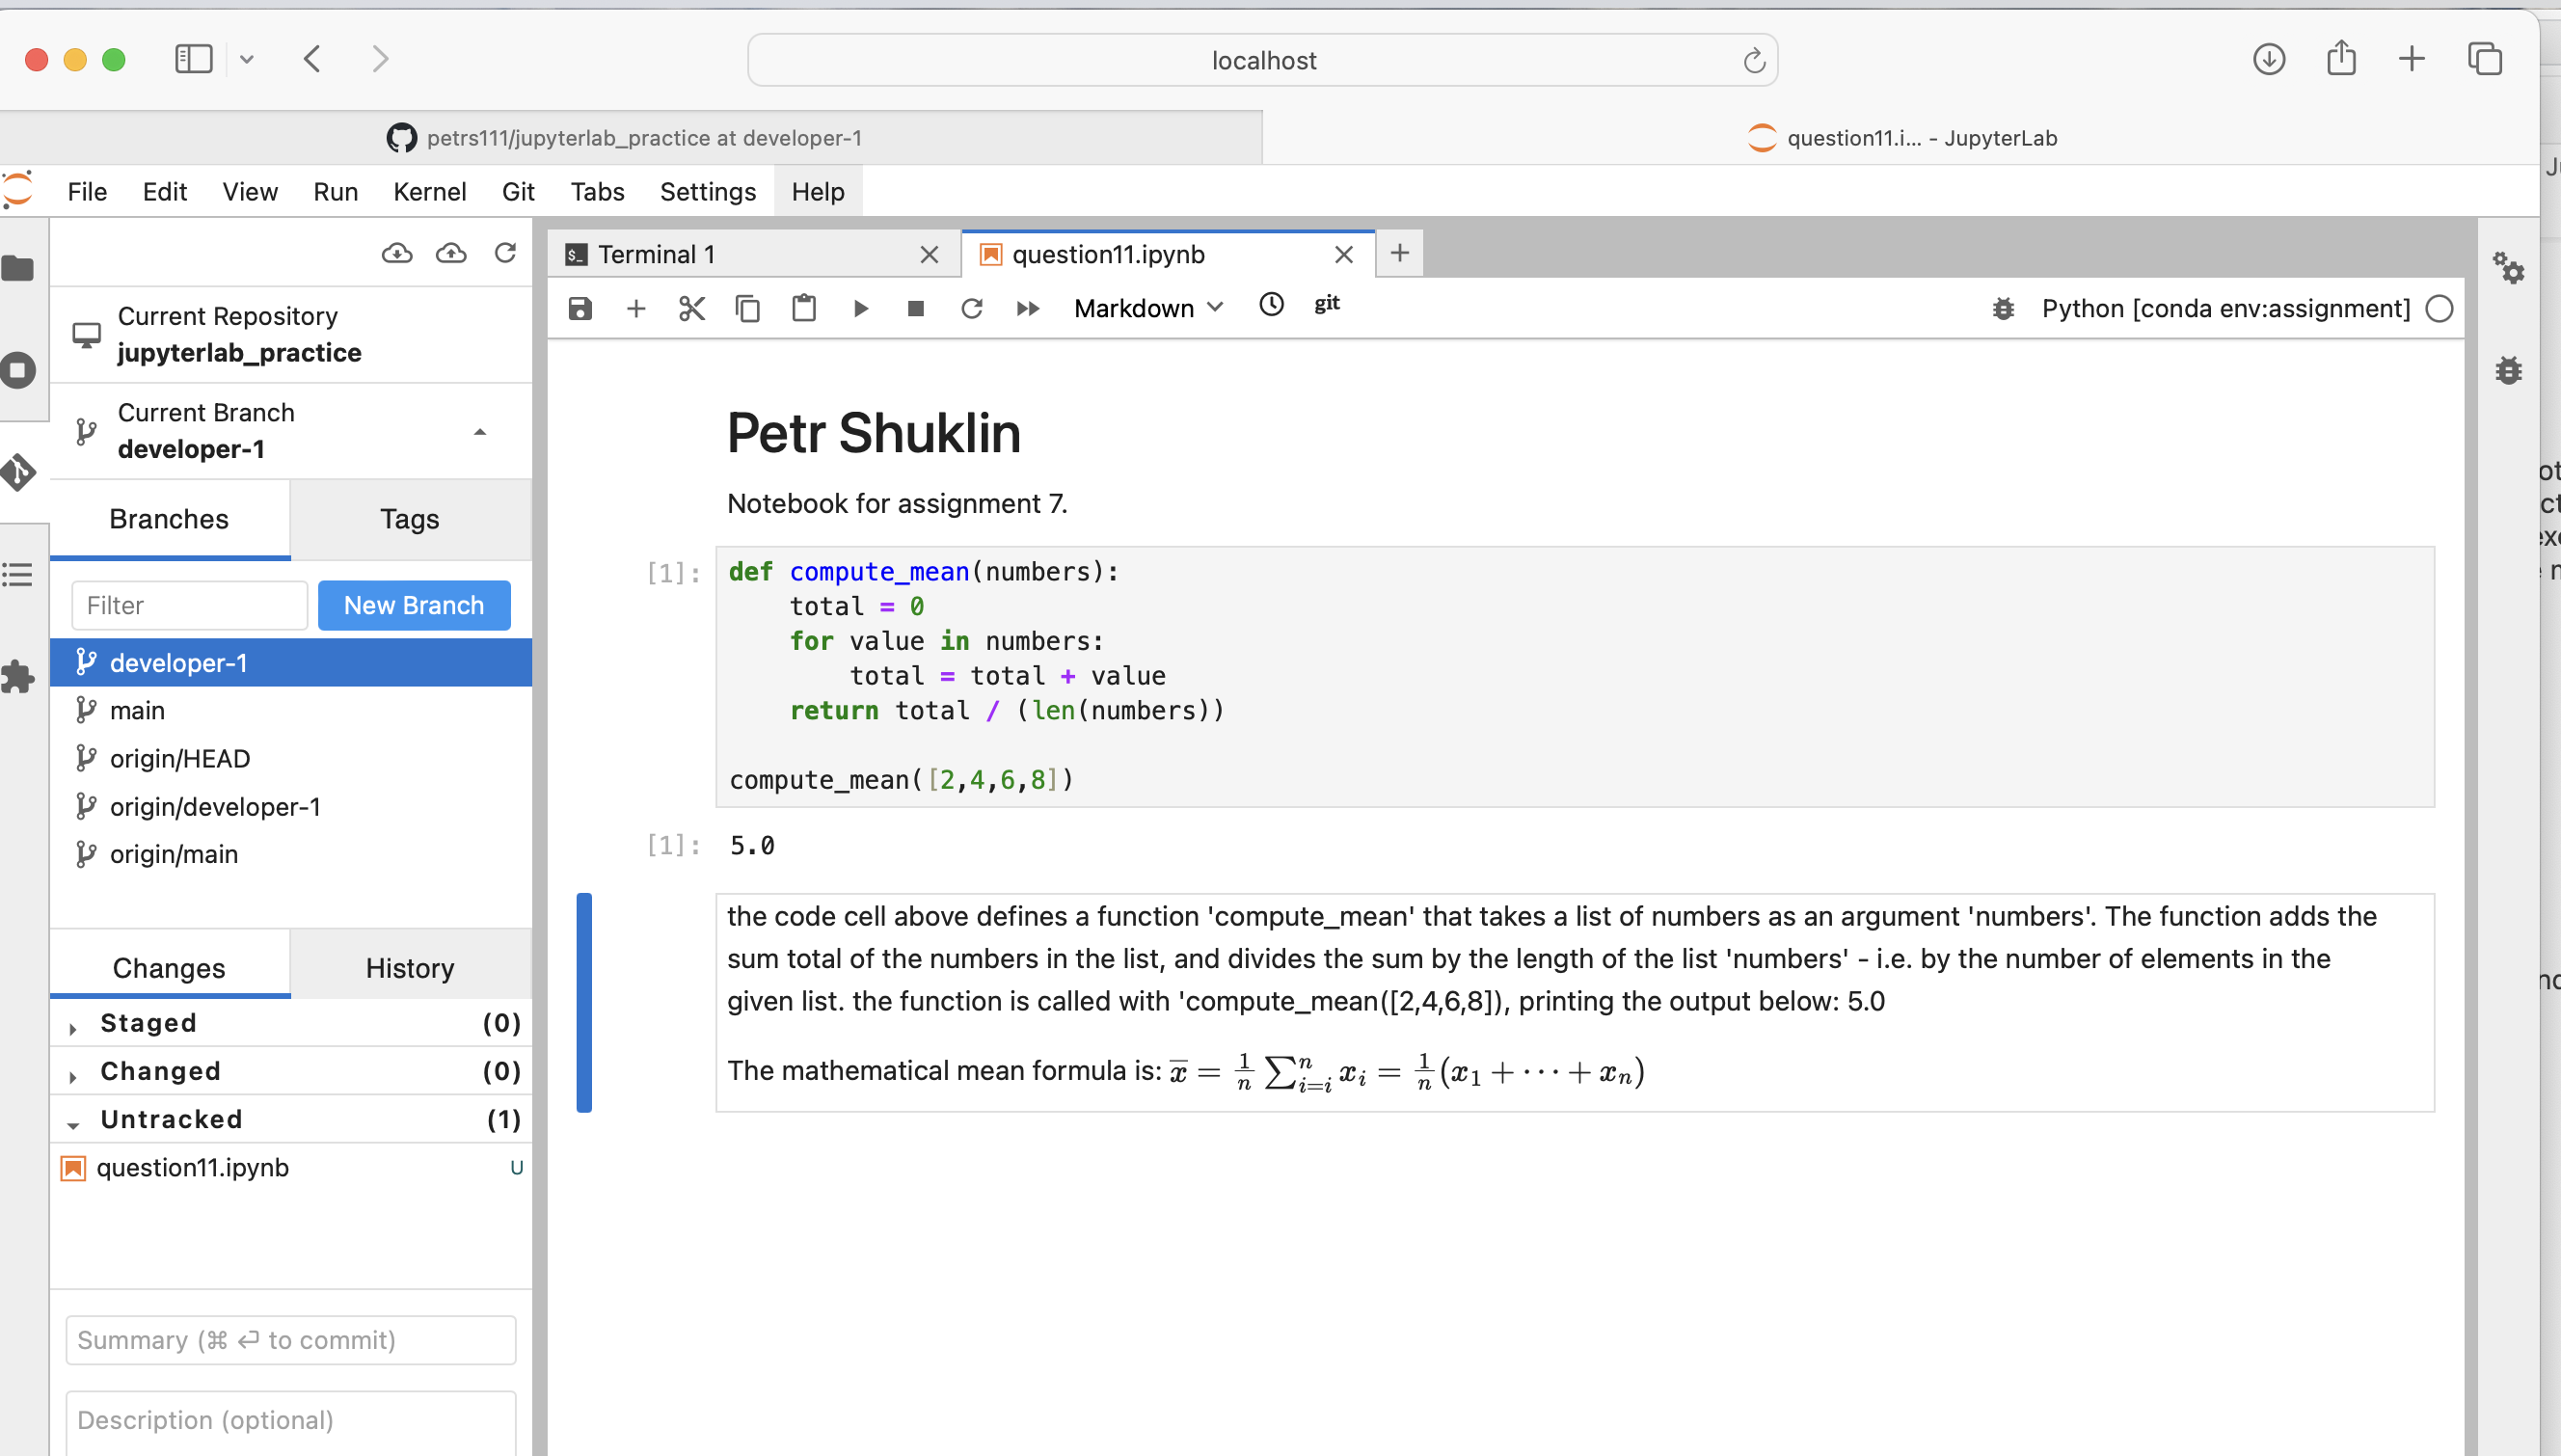 localhost
petrs111/jupyterlab_practice at developer-1
question11.i... - JupyterLab
File Edit View Run Kernel Git Tabs Settings Help
Terminal 1
question11.ipynb
Current Repository
jupyterlab_practice
Current Branch
developer-1
Branches
Tags
Filter
New Branch
developer-1
main
origin/HEAD
origin/developer-1
origin/main
Changes
History
Staged (0)
Changed (0)
Untracked (1)
question11.ipynb U
Summary (⌘ ⏎ to commit)
Description (optional)
Markdown
git
Python [conda env:assignment]
Petr Shuklin
Notebook for assignment 7.
[1]: def compute_mean(numbers):
    total = 0
    for value in numbers:
        total = total + value
    return total / (len(numbers))
compute_mean([2,4,6,8])
[1]: 5.0
the code cell above defines a function 'compute_mean' that takes a list of numbers as an argument 'numbers'. The function adds the
sum total of the numbers in the list, and divides the sum by the length of the list 'numbers' - i.e. by the number of elements in the
given list. the function is called with 'compute_mean([2,4,6,8]), printing the output below: 5.0
The mathematical mean formula is: x̅ = 1/n ∑ⁿᵢ₌ᵢ xᵢ = 1/n (x₁ + ⋯ + xₙ)